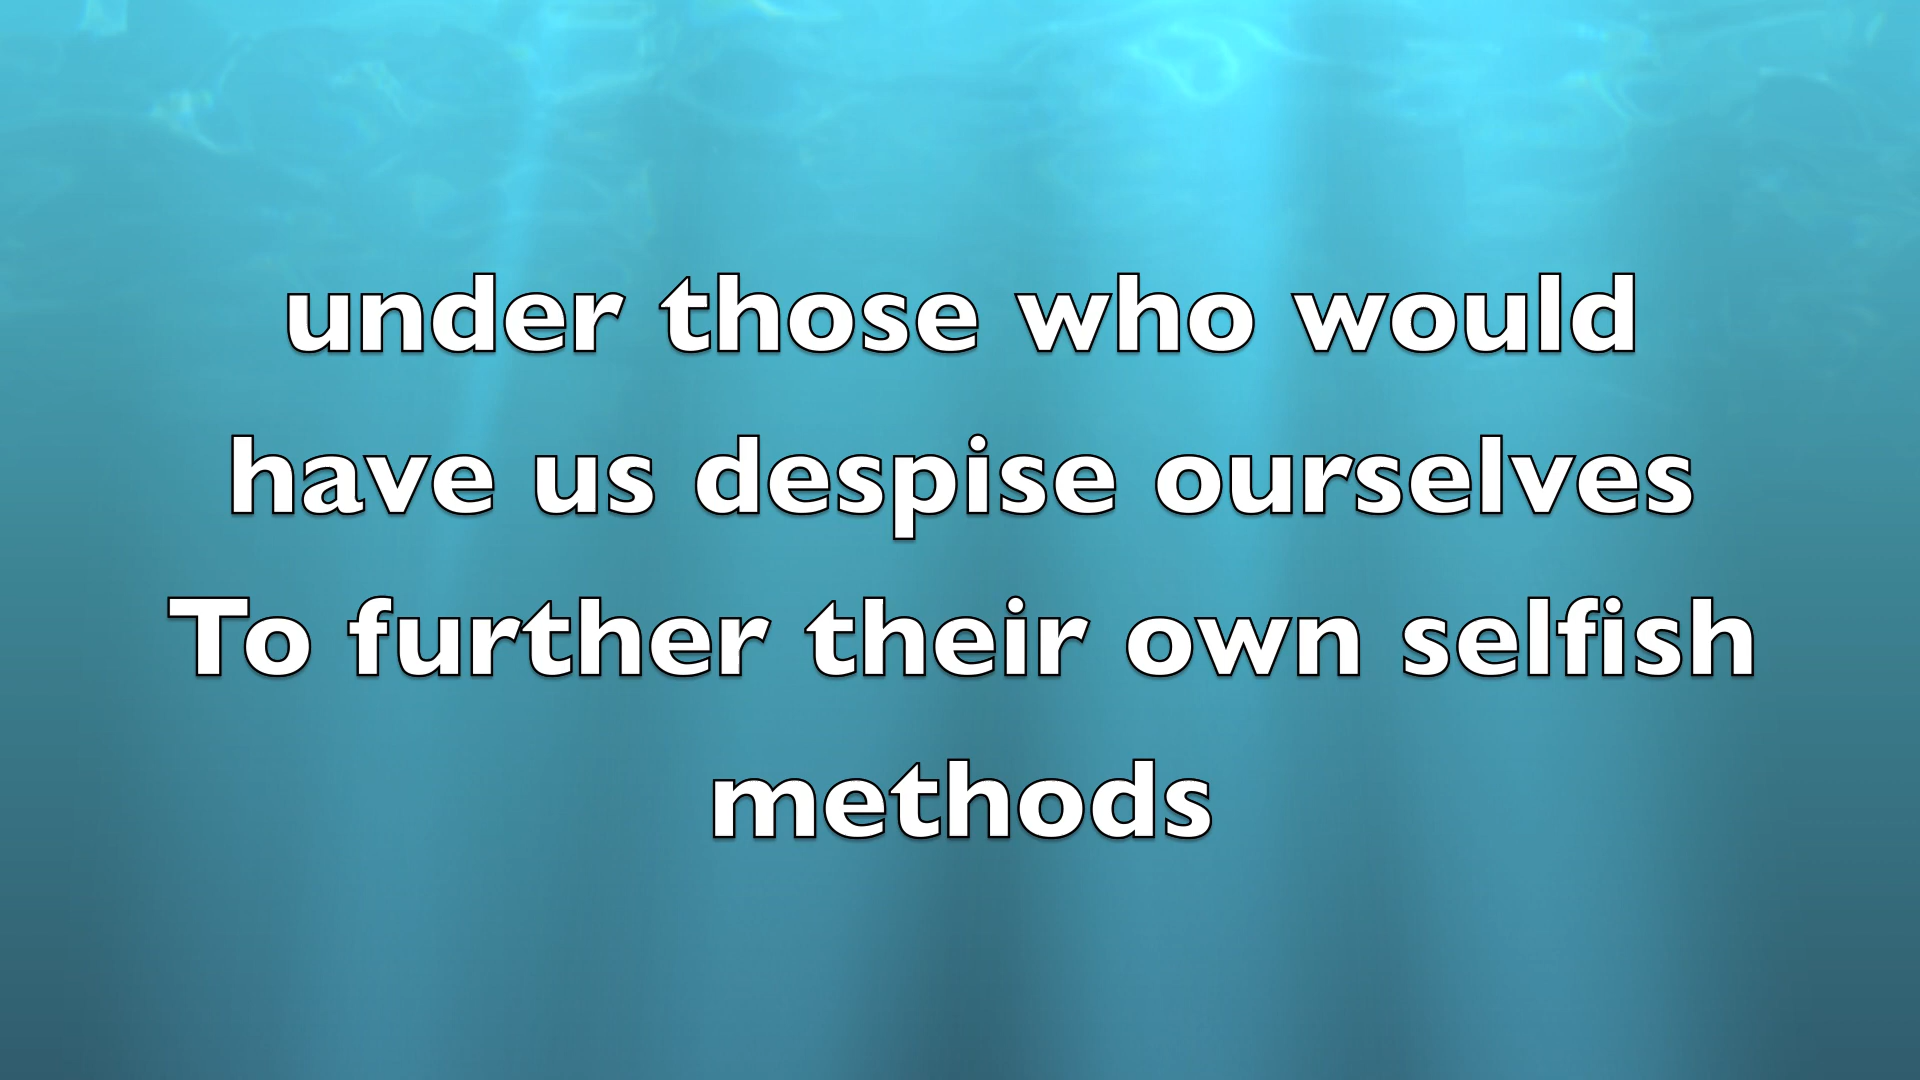 under those who would
have us despise ourselves
To further their own selfish
methods